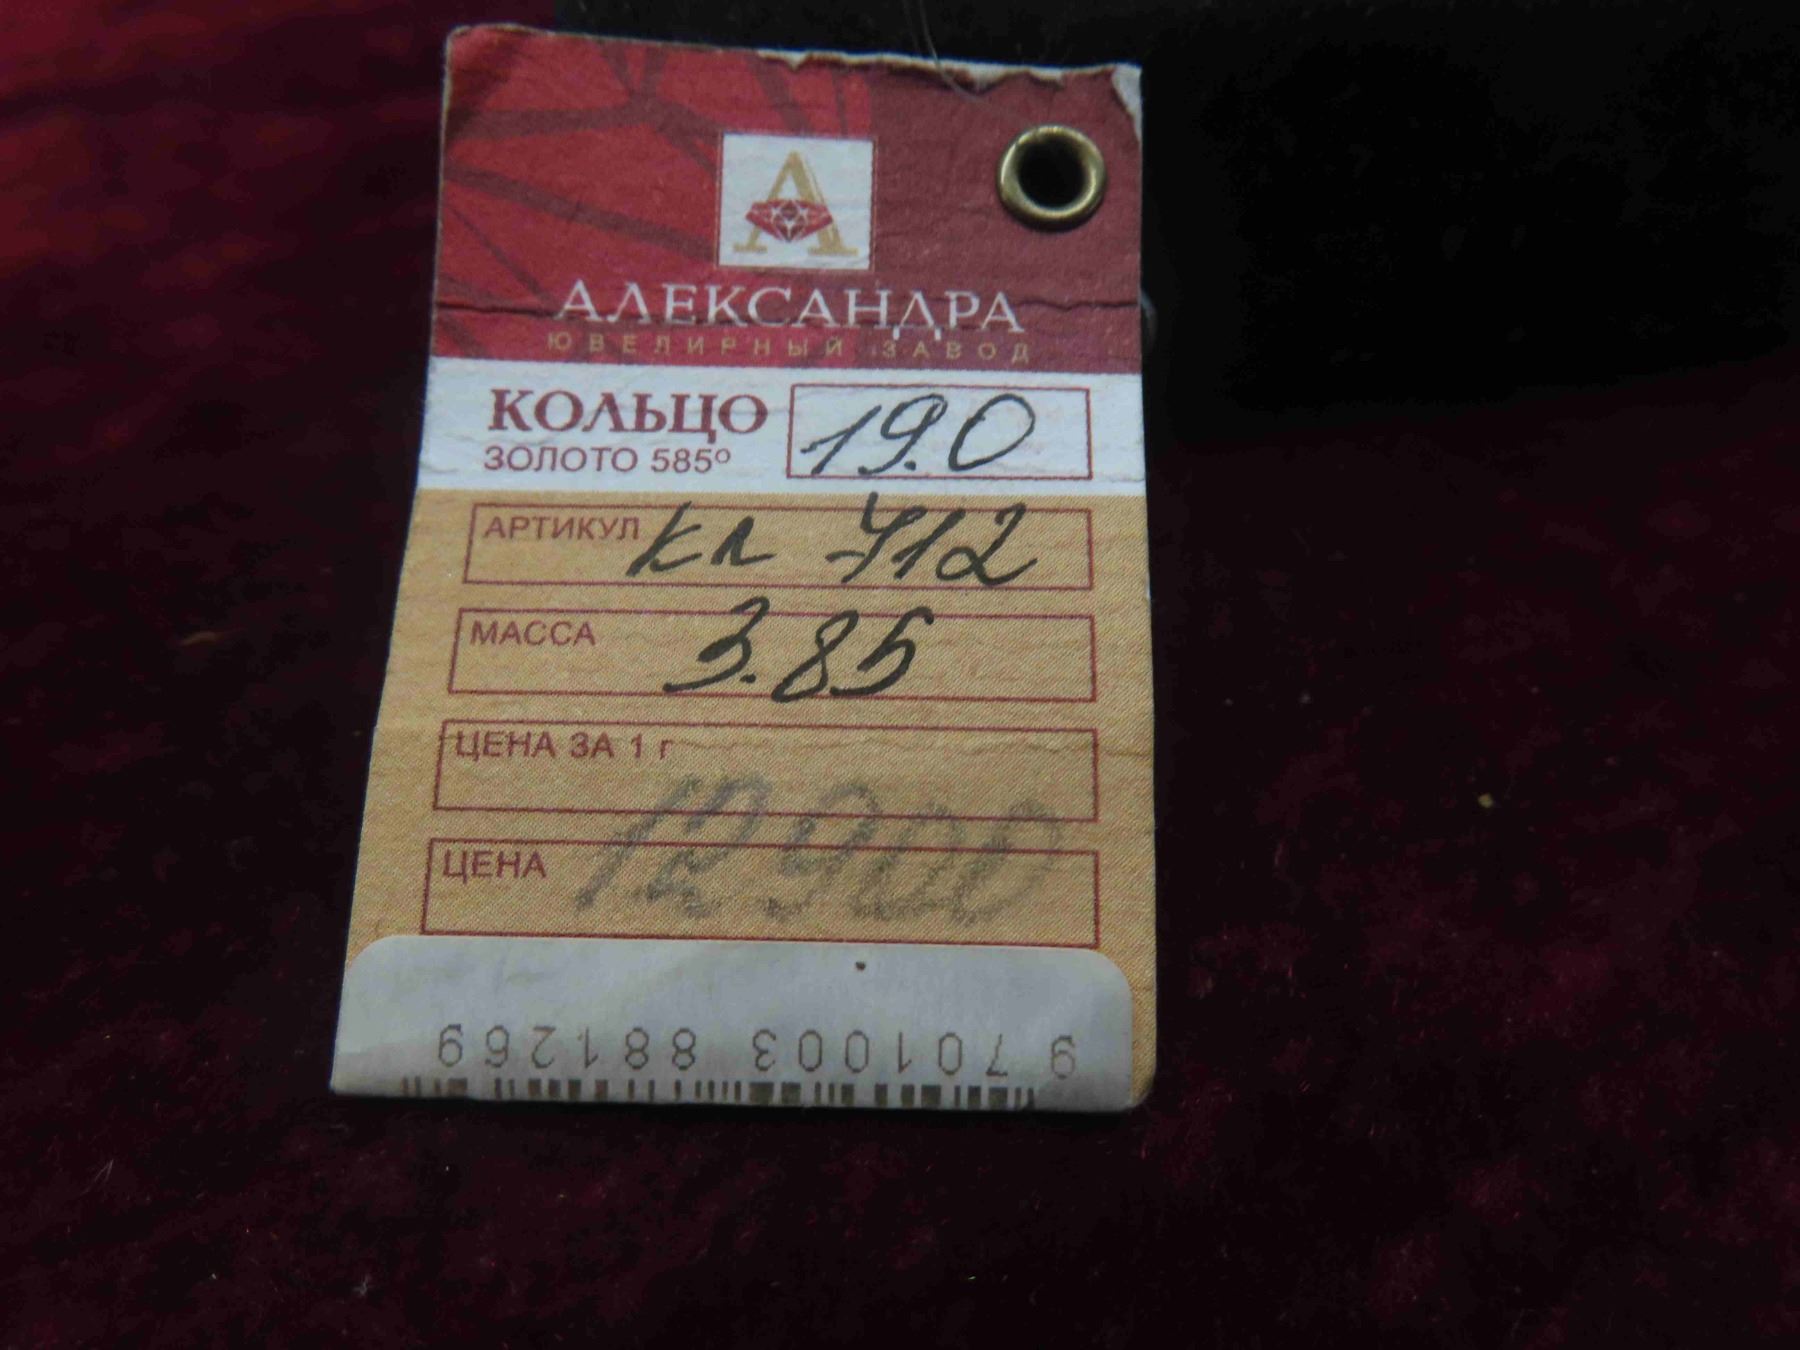 АЛЕКСАНДРА
ЮВЕЛИРНЫЙ ЗАВОД
КОЛЬЦО 19.0
ЗОЛОТО 585°
АРТИКУЛ КЛ 712
МАССА 3.85
ЦЕНА ЗА 1 г
ЦЕНА 12900
9 701003 881269